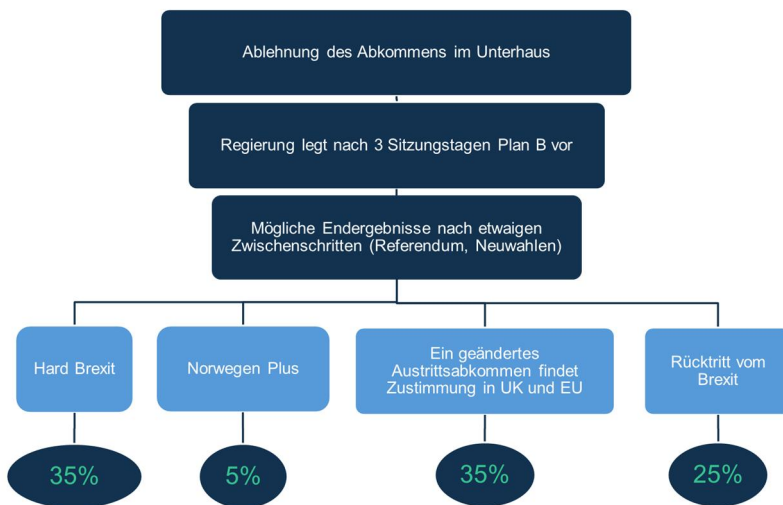 Ablehnung des Abkommens im Unterhaus
Regierung legt nach 3 Sitzungstagen Plan B vor
Mögliche Endergebnisse nach etwaigen
Zwischenschritten (Referendum, Neuwahlen)
Hard Brexit
Norwegen Plus
Ein geändertes
Austrittsabkommen findet
Zustimmung in UK und EU
Rücktritt vom
Brexit
35%
5%
35%
25%